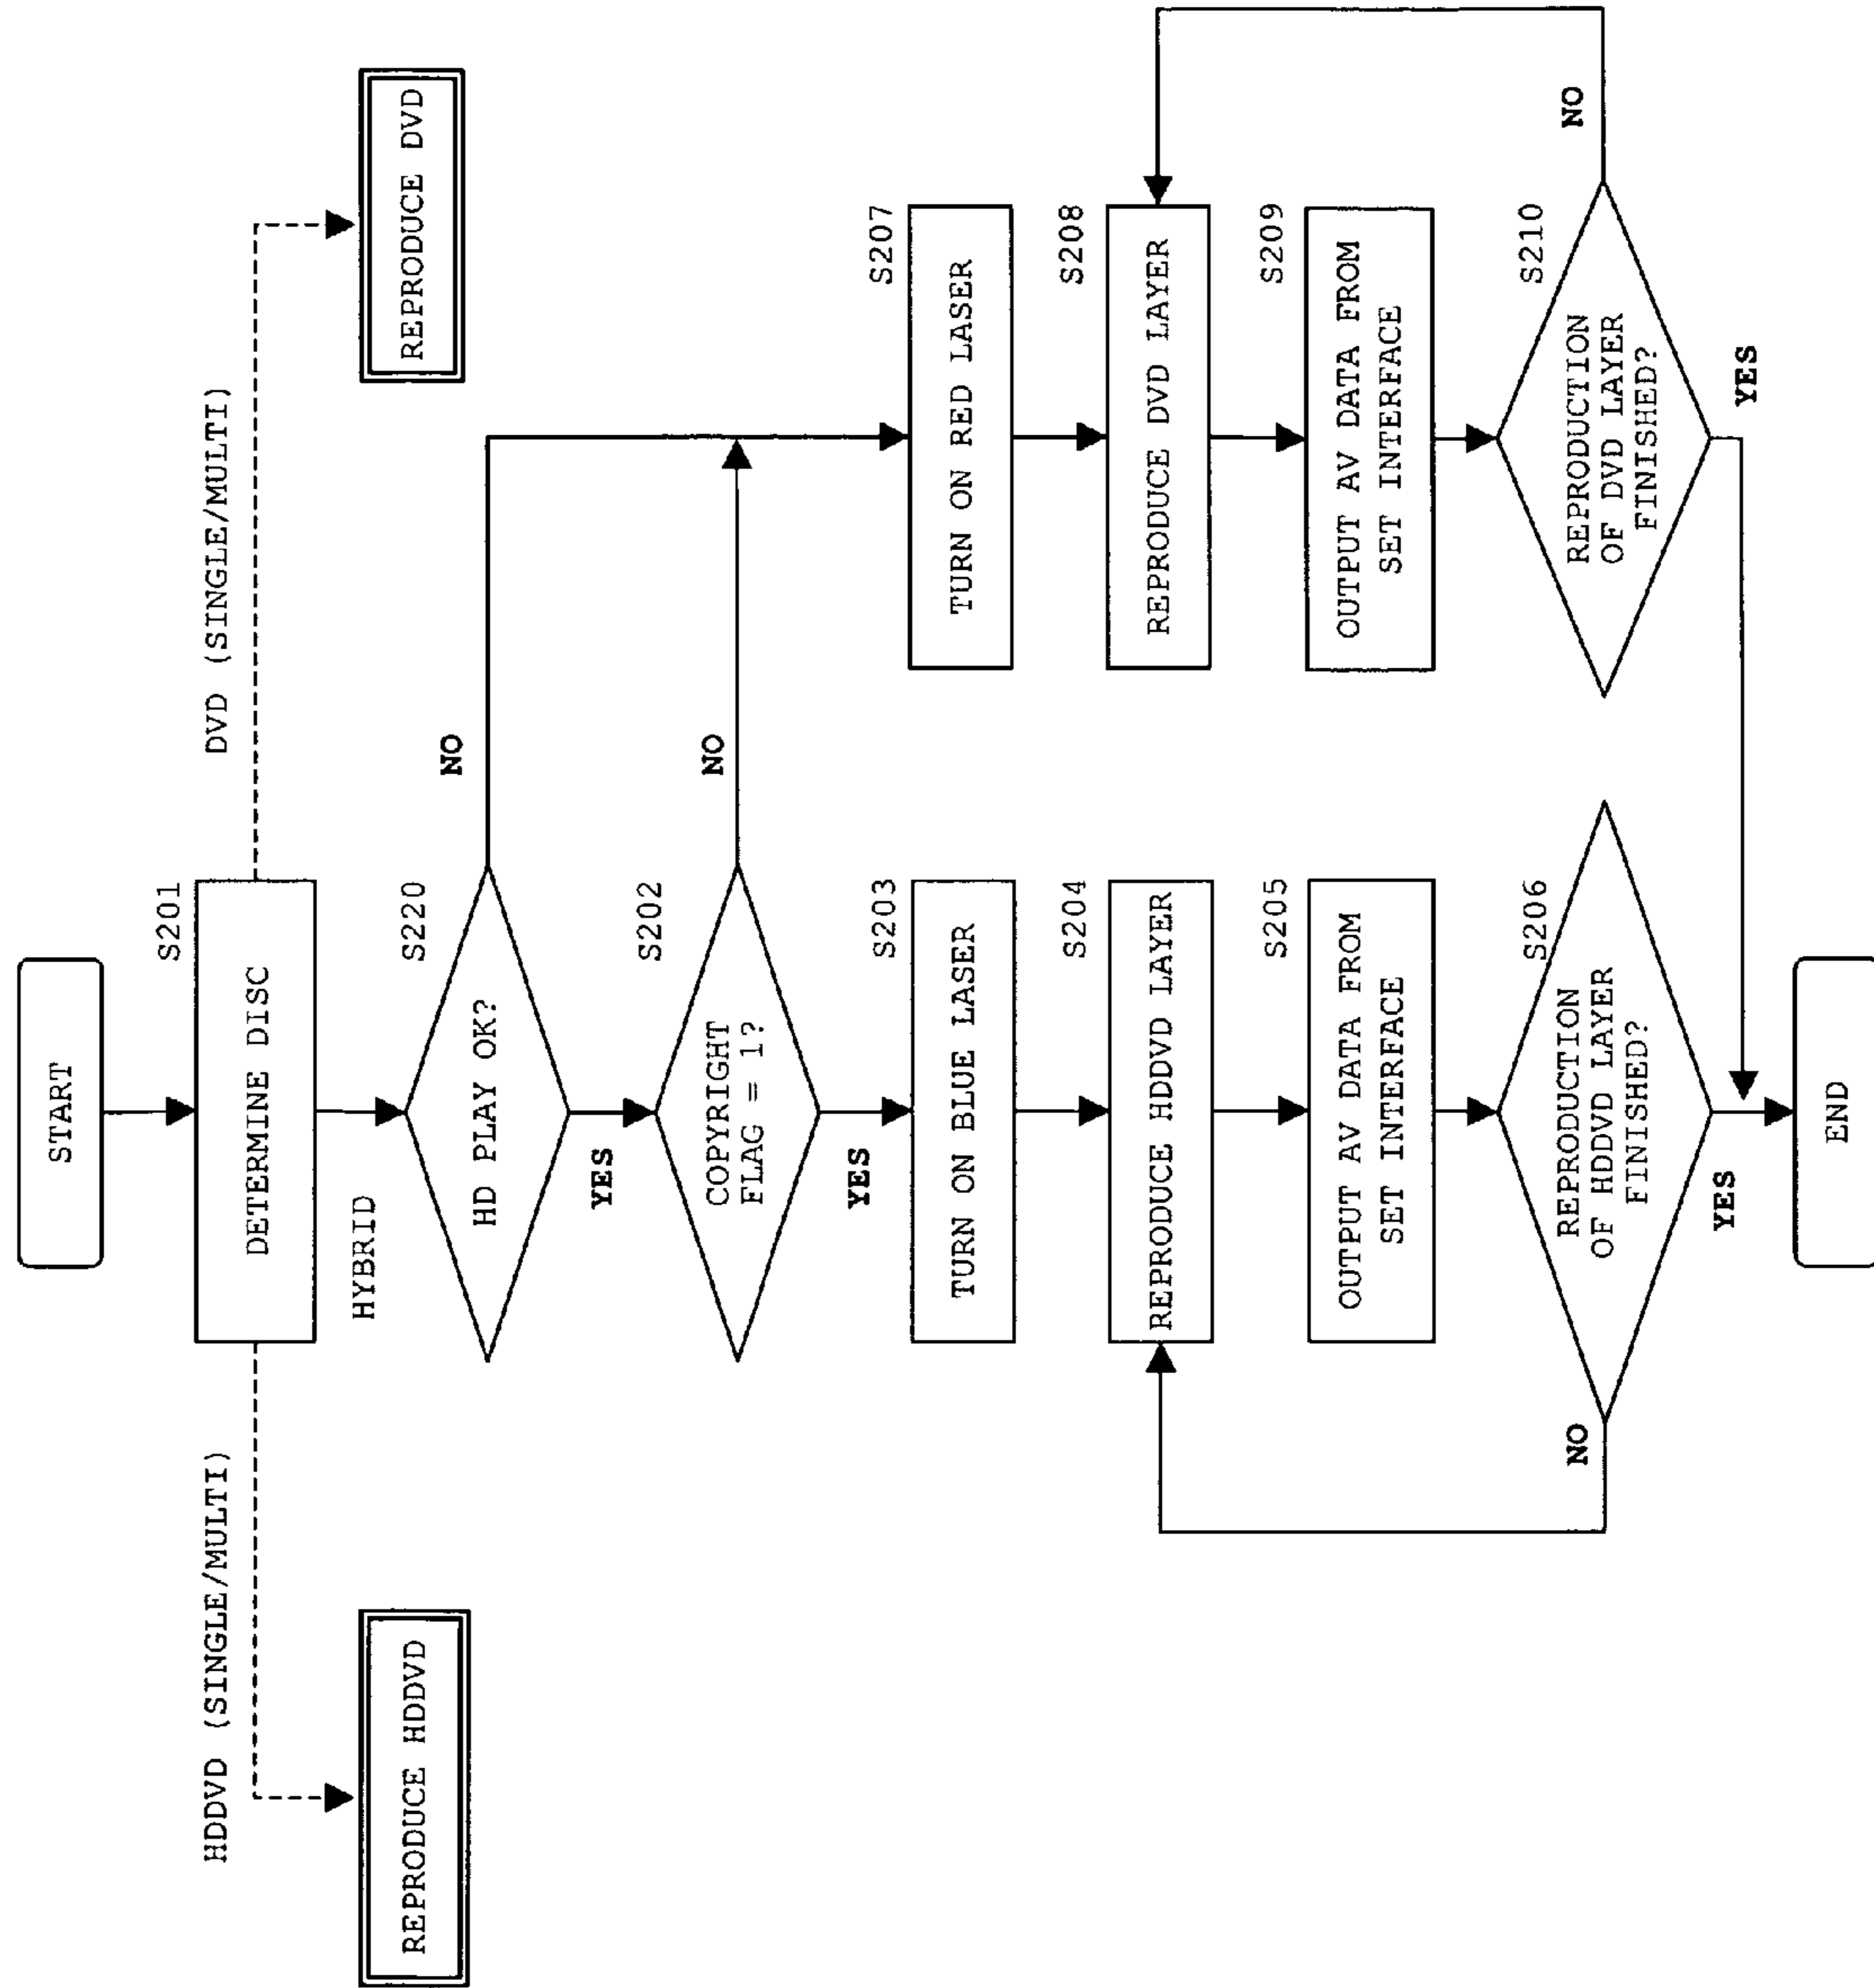 START
S201
DETERMINE DISC
HDDVD (SINGLE/MULTI)
DVD (SINGLE/MULTI)
REPRODUCE HDDVD
HYBRID
REPRODUCE DVD
S220
HD PLAY OK?
NO
YES
S202
COPYRIGHT
FLAG = 1?
NO
YES
S203
TURN ON BLUE LASER
S204
REPRODUCE HDDVD LAYER
S205
OUTPUT AV DATA FROM
SET INTERFACE
S206
REPRODUCTION
OF HDDVD LAYER
FINISHED?
NO
YES
S207
TURN ON RED LASER
S208
REPRODUCE DVD LAYER
S209
OUTPUT AV DATA FROM
SET INTERFACE
S210
REPRODUCTION
OF DVD LAYER
FINISHED?
NO
YES
END